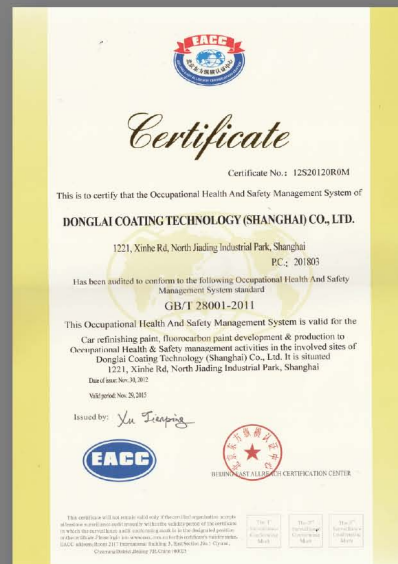 EACC
Certificate
Certificate No.: 12S20120R0M
This is to certify that the Occupational Health And Safety Management System of
DONGLAI COATING TECHNOLOGY (SHANGHAI) CO., LTD.
1221, Xinhe Rd, North Jiading Industrial Park, Shanghai
P.C.: 201803
Has been audited to conform to the following Occupational Health And Safety
Management System standard
GB/T 28001-2011
This Occupational Health And Safety Management System is valid for the
Car refinishing paint, fluorocarbon paint development & production to
Occupational Health & Safety management activities in the involved sites of
Donglai Coating Technology (Shanghai) Co., Ltd. It is situated
1221, Xinhe Rd, North Jiading Industrial Park, Shanghai
Date of issue: Nov, 30, 2012
Valid period: Nov 29, 2015
Issued by:
EACC
BEIJING EAST ALLREACH CERTIFICATION CENTER